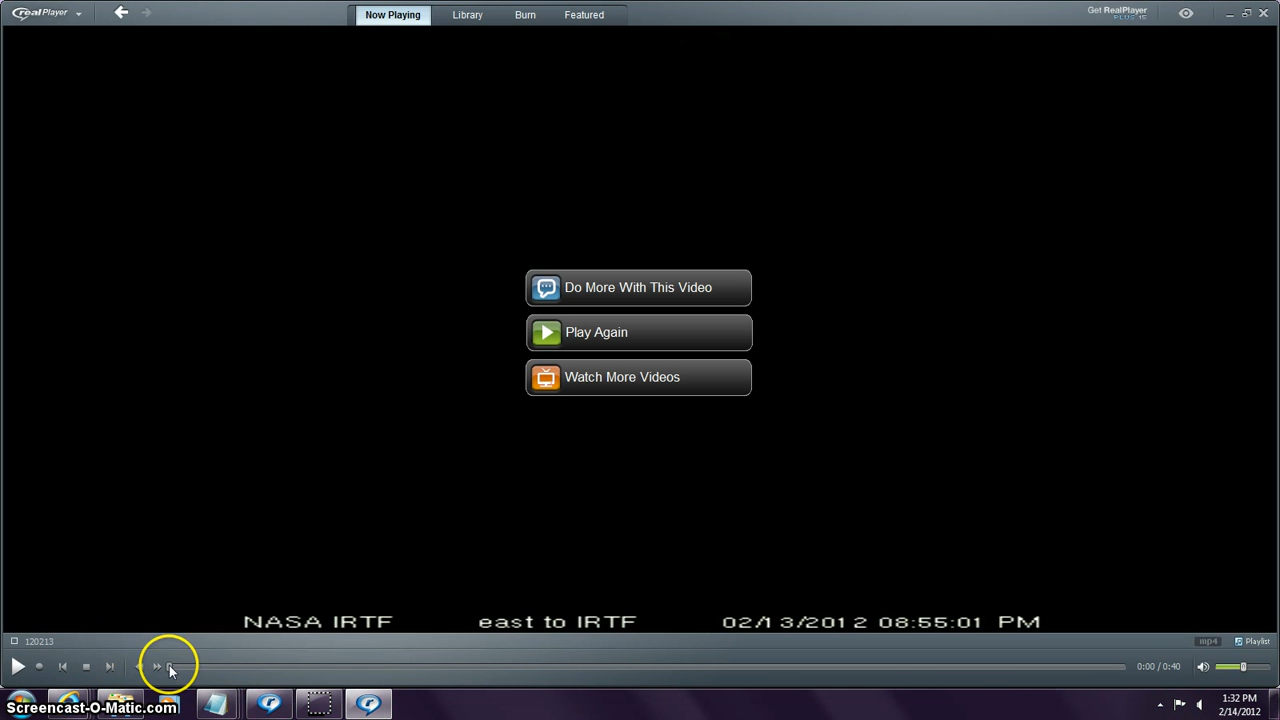 realPlayer
Now Playing
Library
Burn
Featured
Get RealPlayer
PLUS 15
Do More With This Video
Play Again
Watch More Videos
NASA IRTF east to IRTF 02/13/2012 08:55:01 PM
120213
mp4
Playlist
0:00 / 0:40
Screencast-O-Matic.com
1:32 PM
2/14/2012